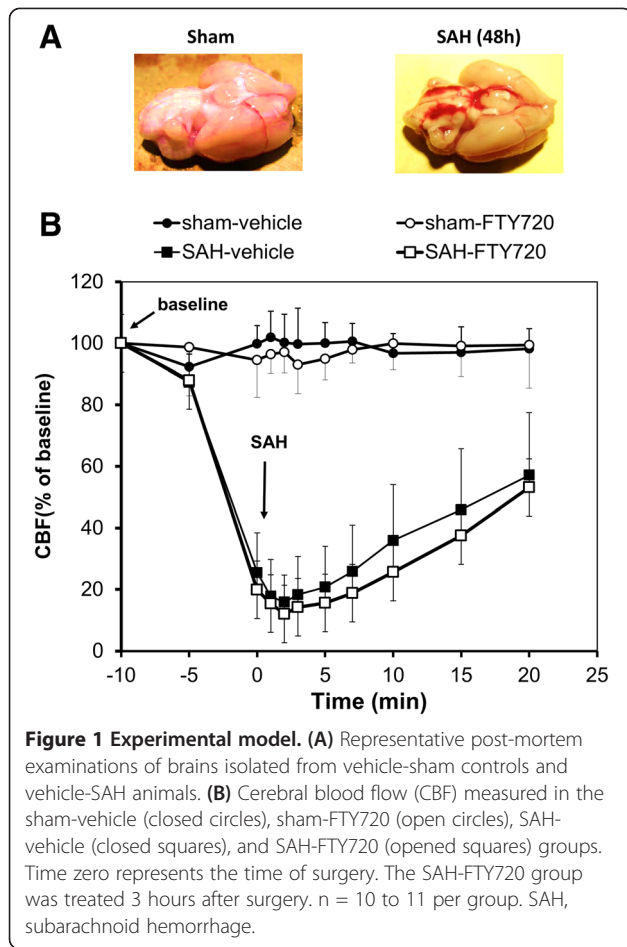 A
Sham
SAH (48h)
B
sham-vehicle
sham-FTY720
SAH-vehicle
SAH-FTY720
120
100
80
60
40
20
0
CBF(% of baseline)
baseline
SAH
-10
-5
0
5
10
15
20
25
Time (min)
Figure 1 Experimental model. (A) Representative post-mortem
examinations of brains isolated from vehicle-sham controls and
vehicle-SAH animals. (B) Cerebral blood flow (CBF) measured in the
sham-vehicle (closed circles), sham-FTY720 (open circles), SAH-
vehicle (closed squares), and SAH-FTY720 (opened squares) groups.
Time zero represents the time of surgery. The SAH-FTY720 group
was treated 3 hours after surgery. n = 10 to 11 per group. SAH,
subarachnoid hemorrhage.